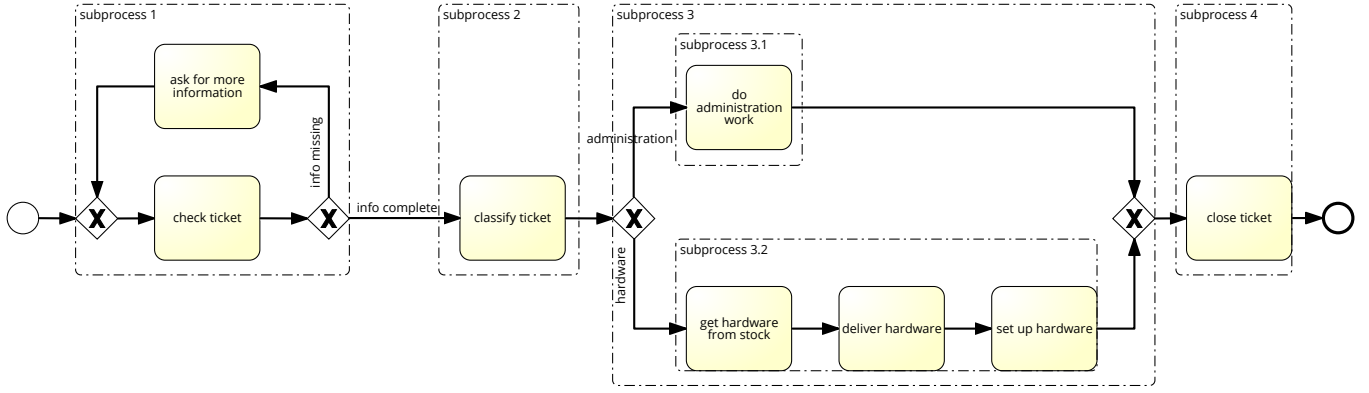 subprocess 1
ask for more
information
info missing
check ticket
info complete
subprocess 2
classify ticket
subprocess 3
subprocess 3.1
do
administration
work
administration
hardware
subprocess 3.2
get hardware
from stock
deliver hardware
set up hardware
subprocess 4
close ticket